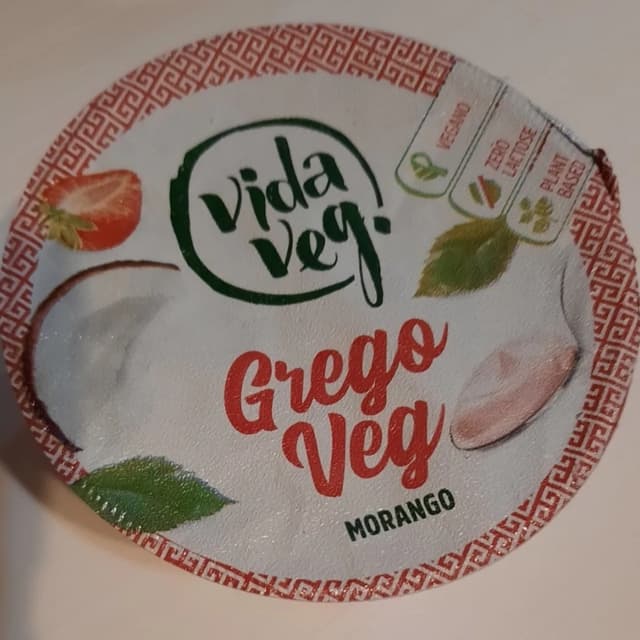 vida
veg.
VEGANO
ZERO
LACTOSE
PLANT
BASED
Grego
Veg
MORANGO